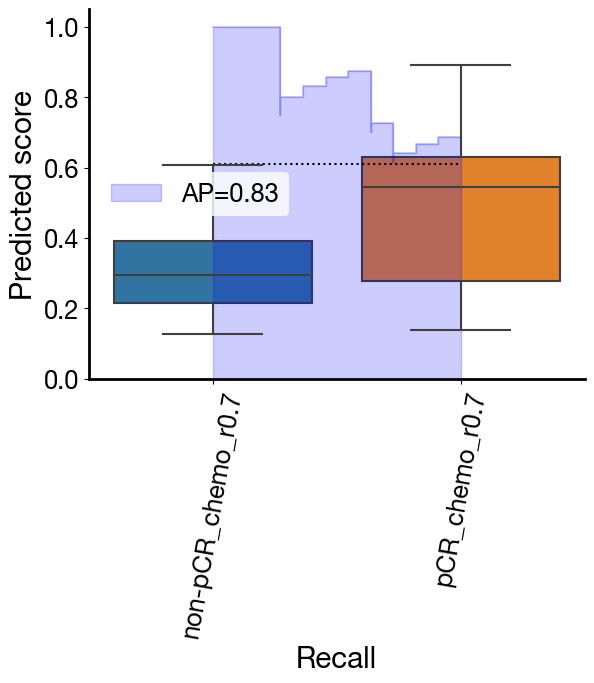 1.0
0.8
0.6
0.4
0.2
0.0
Predicted score
AP=0.83
non-pCR_chemo_r0.7
pCR_chemo_r0.7
Recall